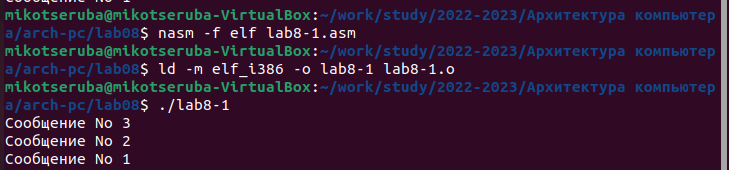 Сообщение No 1
mikotseruba@mikotseruba-VirtualBox:~/work/study/2022-2023/Архитектура компьютер
а/arch-pc/lab08$ nasm -f elf lab8-1.asm
mikotseruba@mikotseruba-VirtualBox:~/work/study/2022-2023/Архитектура компьютер
а/arch-pc/lab08$ ld -m elf_i386 -o lab8-1 lab8-1.o
mikotseruba@mikotseruba-VirtualBox:~/work/study/2022-2023/Архитектура компьютер
а/arch-pc/lab08$ ./lab8-1
Сообщение No 3
Сообщение No 2
Сообщение No 1